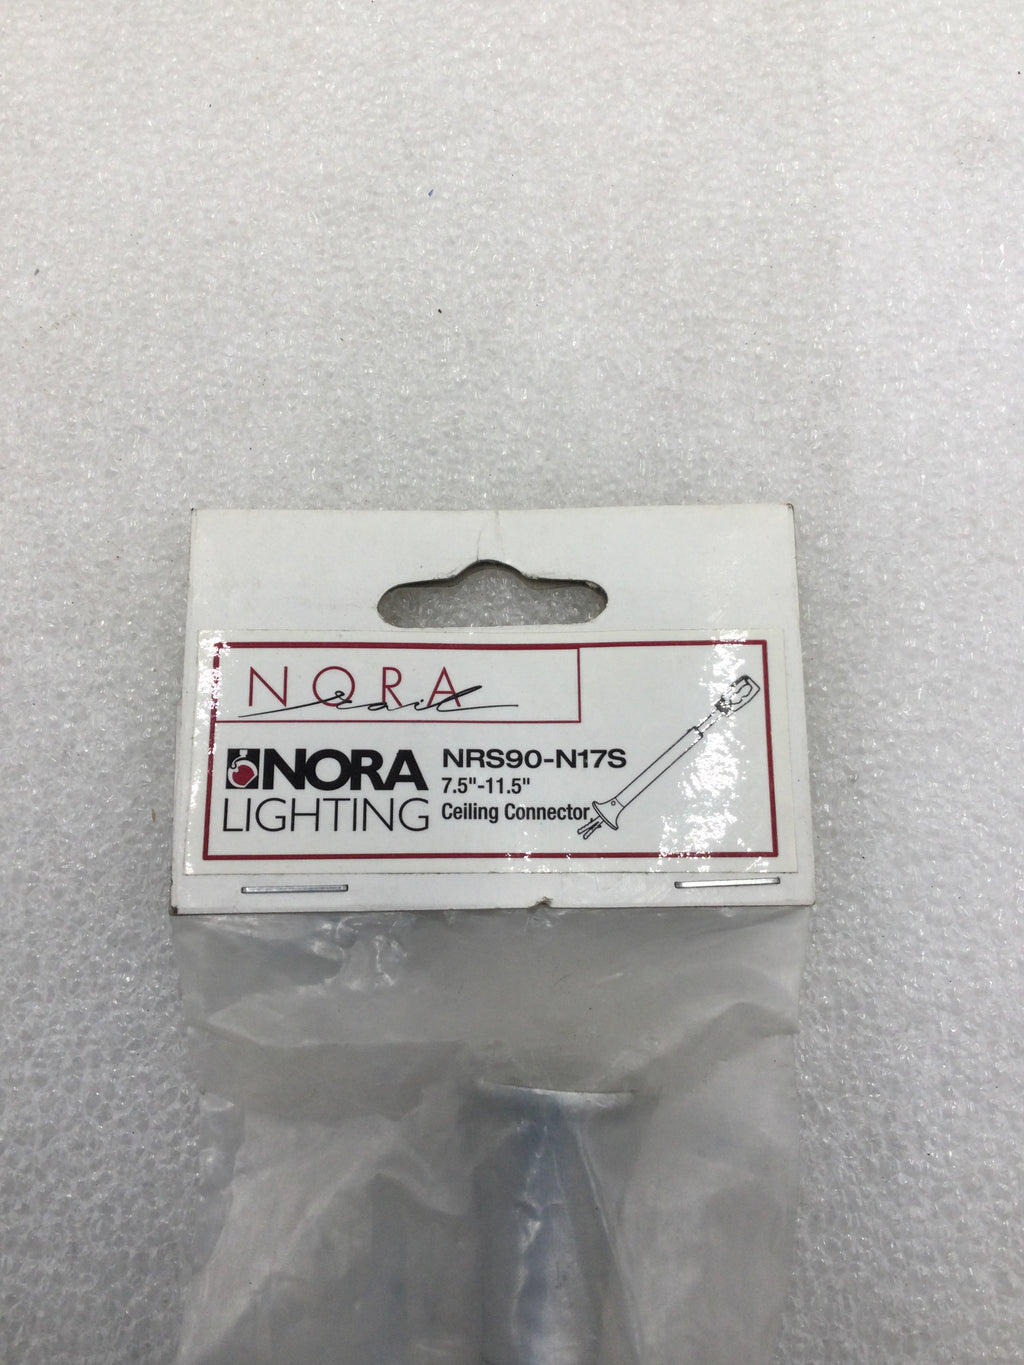 NORA
rail
NORA
LIGHTING
NRS90-N17S
7.5"-11.5"
Ceiling Connector